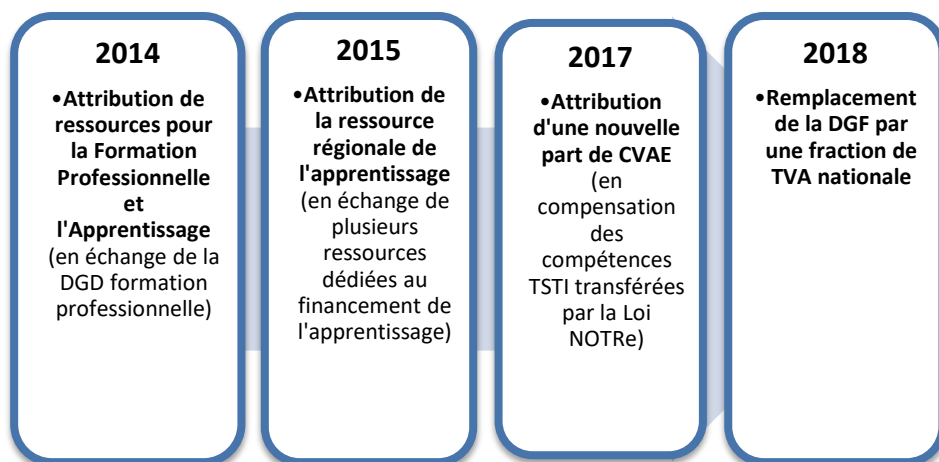 2014
•Attribution de
ressources pour
la Formation
Professionnelle
et
l'Apprentissage
(en échange de la
DGD formation
professionnelle)
2015
•Attribution de
la ressource
régionale de
l'apprentissage
(en échange de
plusieurs
ressources
dédiées au
financement de
l'apprentissage)
2017
•Attribution
d'une nouvelle
part de CVAE
(en
compensation
des
compétences
TSTI transférées
par la Loi
NOTRe)
2018
•Remplacement
de la DGF par
une fraction de
TVA nationale